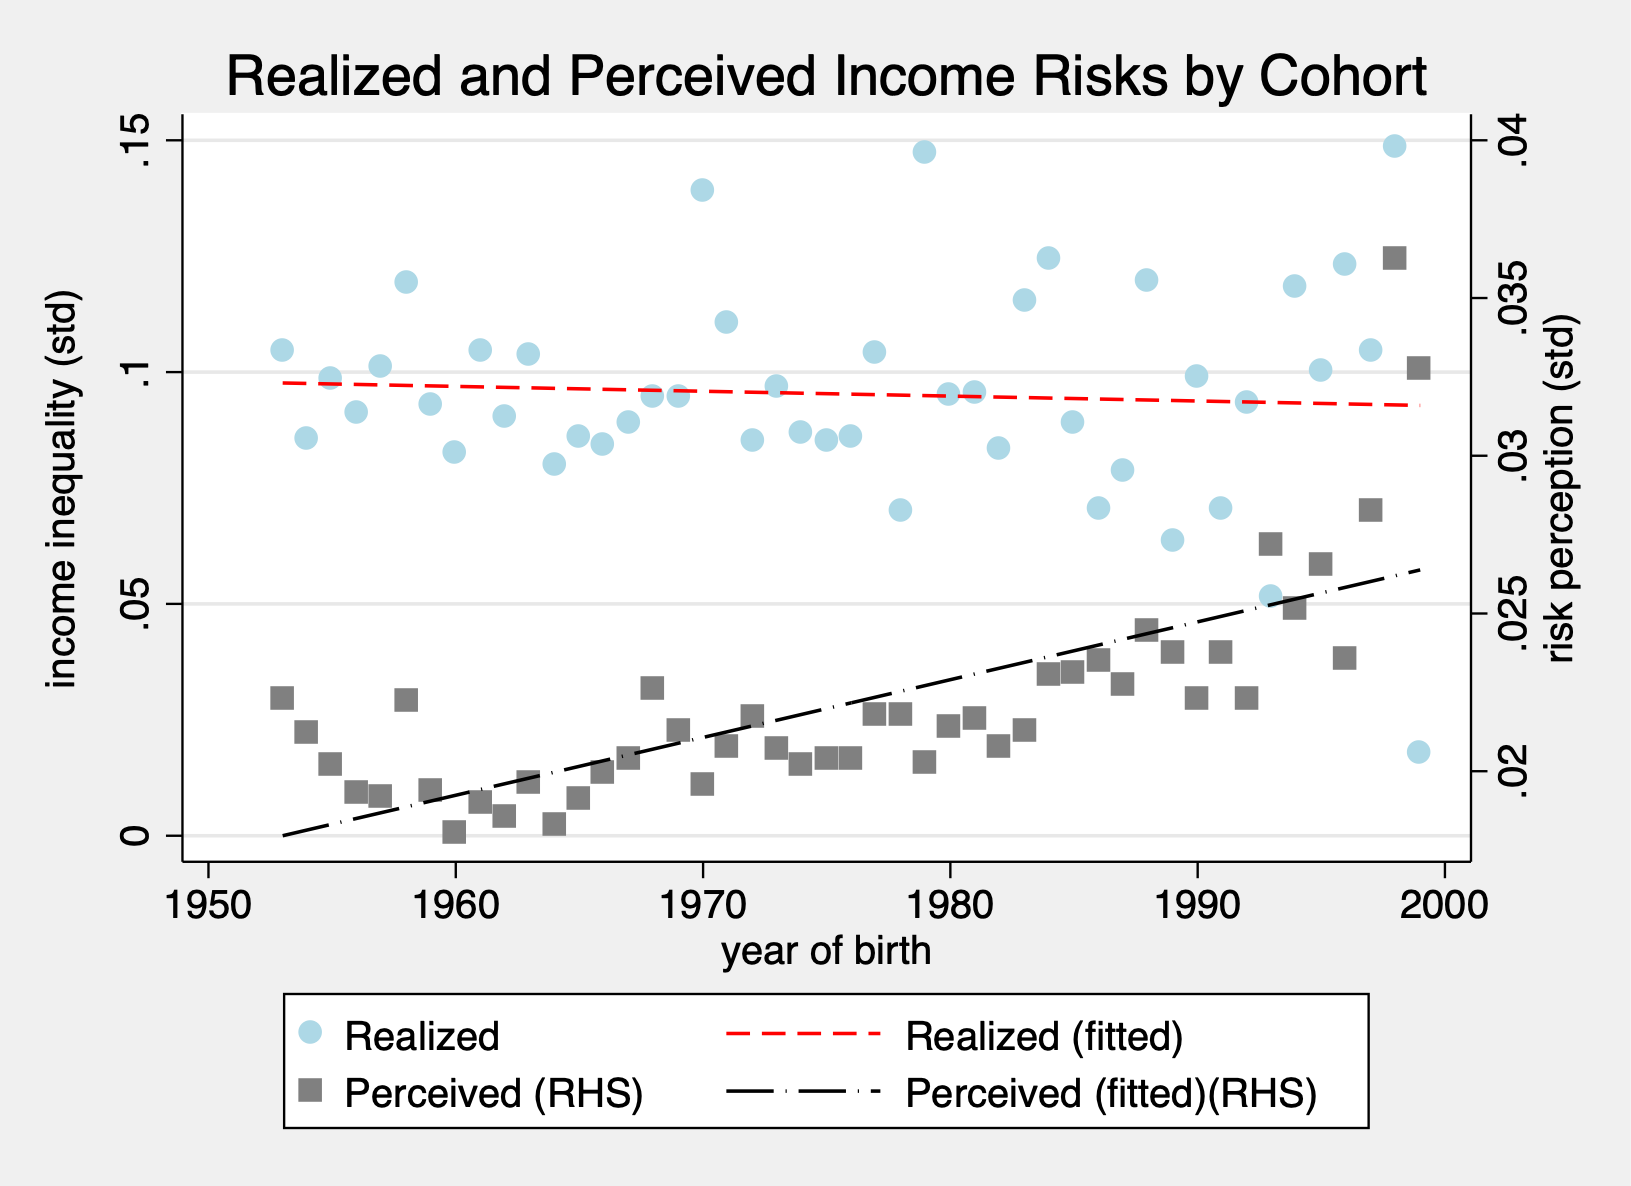 Realized and Perceived Income Risks by Cohort
income inequality (std)
.15
.1
.05
0
.04
.035
.03
.025
.02
risk perception (std)
1950 1960 1970 1980 1990 2000
year of birth
Realized Realized (fitted)
Perceived (RHS) Perceived (fitted)(RHS)